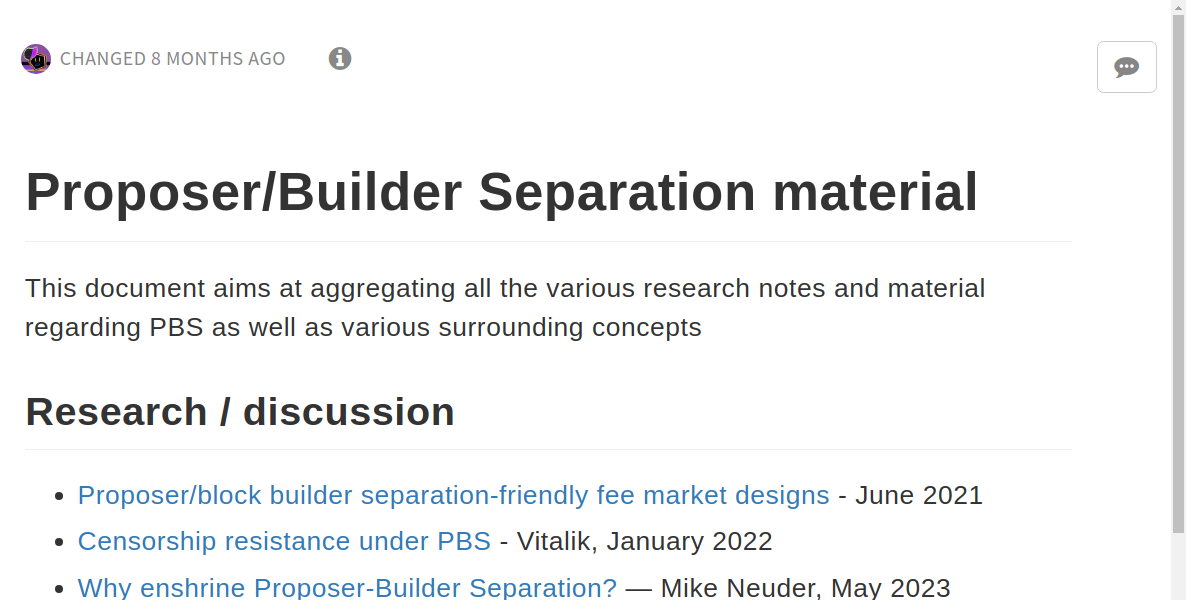 CHANGED 8 MONTHS AGO
Proposer/Builder Separation material
This document aims at aggregating all the various research notes and material
regarding PBS as well as various surrounding concepts
Research / discussion
Proposer/block builder separation-friendly fee market designs - June 2021
Censorship resistance under PBS - Vitalik, January 2022
Why enshrine Proposer-Builder Separation? — Mike Neuder, May 2023